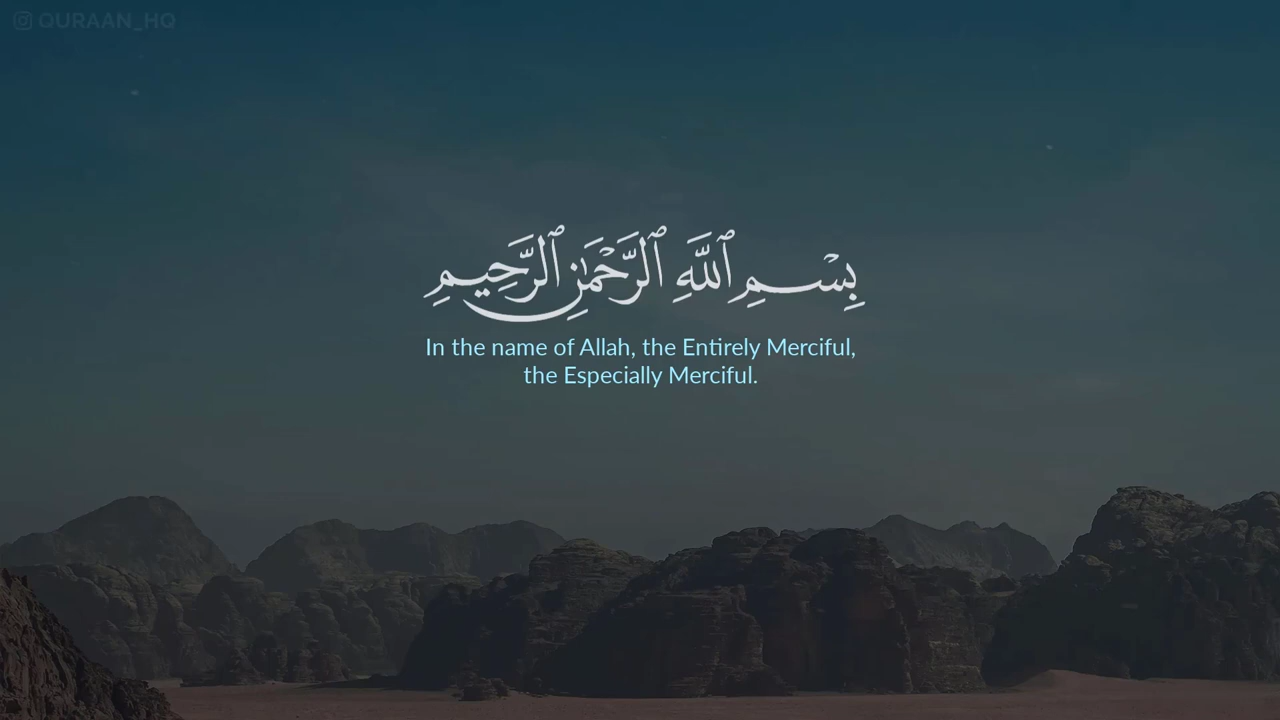 QURAAN_HQ
بِسْمِ ٱللَّهِ ٱلرَّحْمَٰنِ ٱلرَّحِيمِ
In the name of Allah, the Entirely Merciful,
the Especially Merciful.